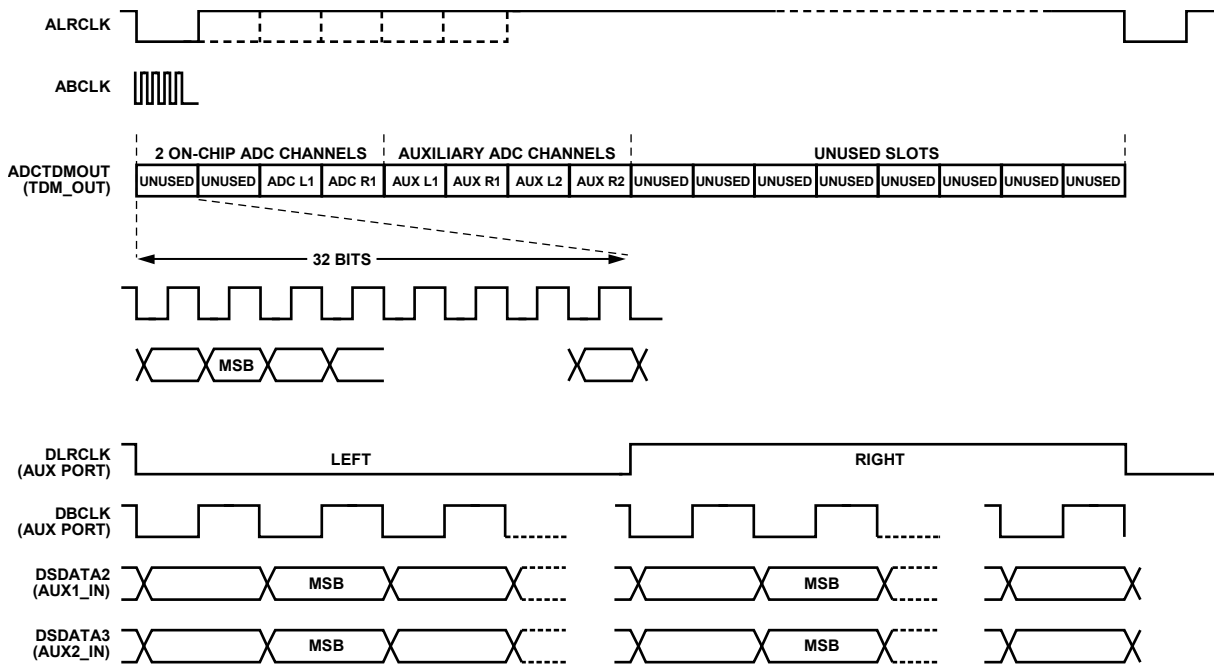 ALRCLK
ABCLK
2 ON-CHIP ADC CHANNELS AUXILIARY ADC CHANNELS UNUSED SLOTS
ADCTDMOUT
(TDM_OUT)
UNUSED UNUSED ADC L1 ADC R1 AUX L1 AUX R1 AUX L2 AUX R2 UNUSED UNUSED UNUSED UNUSED UNUSED UNUSED UNUSED UNUSED
32 BITS
MSB
DLRCLK
(AUX PORT)
LEFT RIGHT
DBCLK
(AUX PORT)
DSDATA2
(AUX1_IN)
MSB MSB
DSDATA3
(AUX2_IN)
MSB MSB